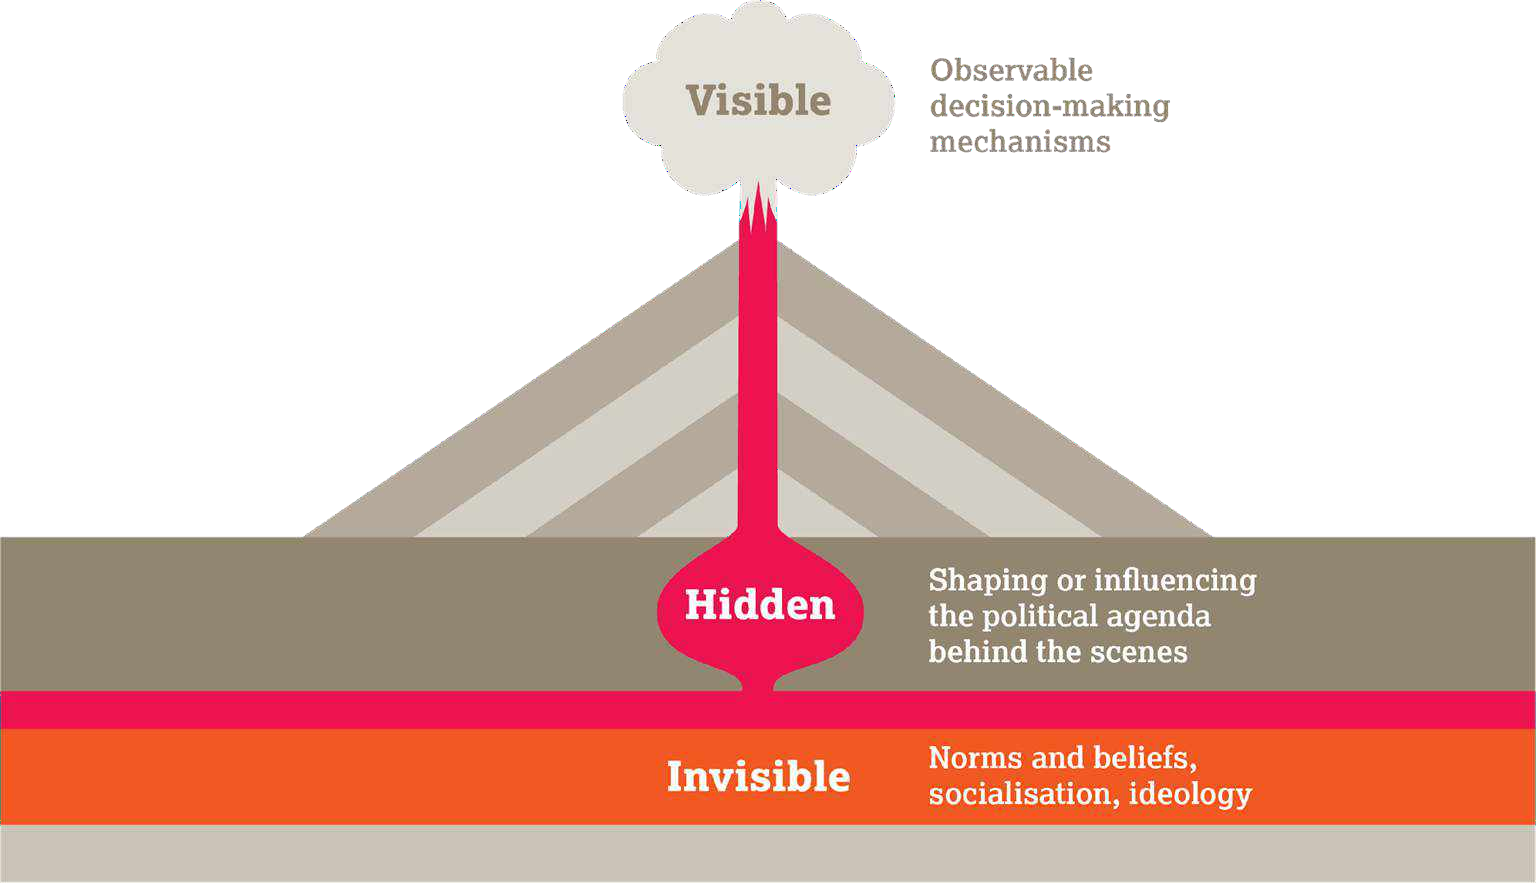 Visible
Observable
decision-making
mechanisms
Hidden
Shaping or influencing
the political agenda
behind the scenes
Invisible
Norms and beliefs,
socialisation, ideology